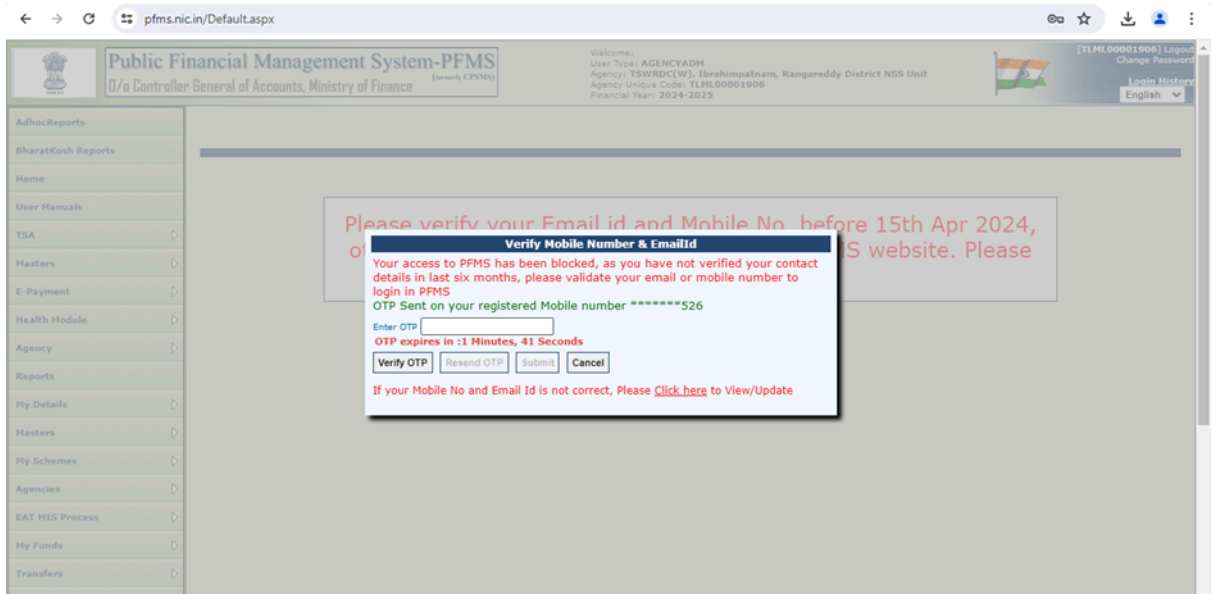 pfms.nic.in/Default.aspx
Public Financial Management System-PFMS
(formerly CPSMS)
O/o Controller General of Accounts, Ministry of Finance
Welcome:
User Type: AGENCYADM
Agency: TSWRDC(W), Ibrahimpatnam, Rangareddy District NSS Unit
Agency Unique Code: TLML00001906
Financial Year: 2024-2025
[TLML00001906] Logout
Change Password
Login History
English
AdhocReports
BharatKosh Reports
Home
User Manuals
TSA
Masters
E-Payment
Health Module
Agency
Reports
My Details
Masters
My Schemes
Agencies
EAT MIS Process
My Funds
Transfers
Please verify your Email id and Mobile No. before 15th Apr 2024,
S website. Please
Verify Mobile Number & EmailId
Your access to PFMS has been blocked, as you have not verified your contact
details in last six months, please validate your email or mobile number to
login in PFMS
OTP Sent on your registered Mobile number *******526
Enter OTP
OTP expires in :1 Minutes, 41 Seconds
Verify OTP Resend OTP Submit Cancel
If your Mobile No and Email Id is not correct, Please Click here to View/Update